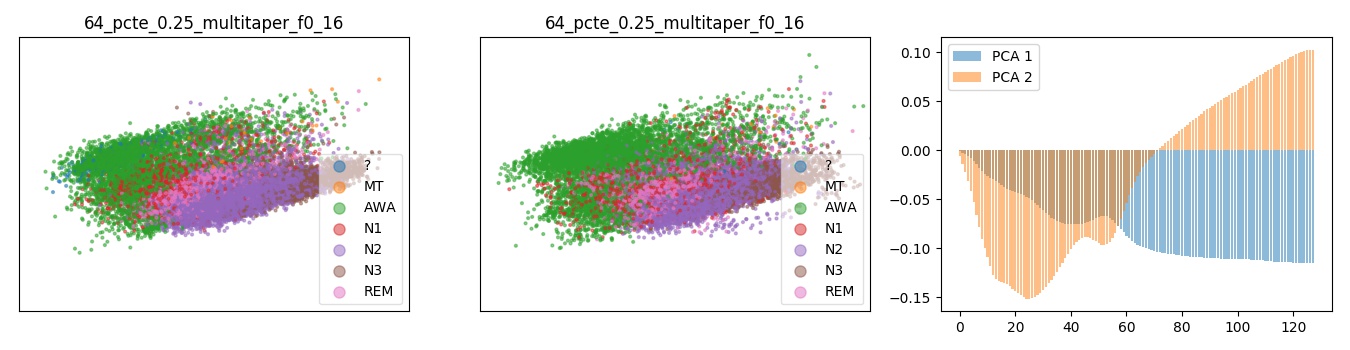 64_pcte_0.25_multitaper_f0_16
?
MT
AWA
N1
N2
N3
REM
64_pcte_0.25_multitaper_f0_16
?
MT
AWA
N1
N2
N3
REM
PCA 1
PCA 2
0.10
0.05
0.00
−0.05
−0.10
−0.15
0 20 40 60 80 100 120